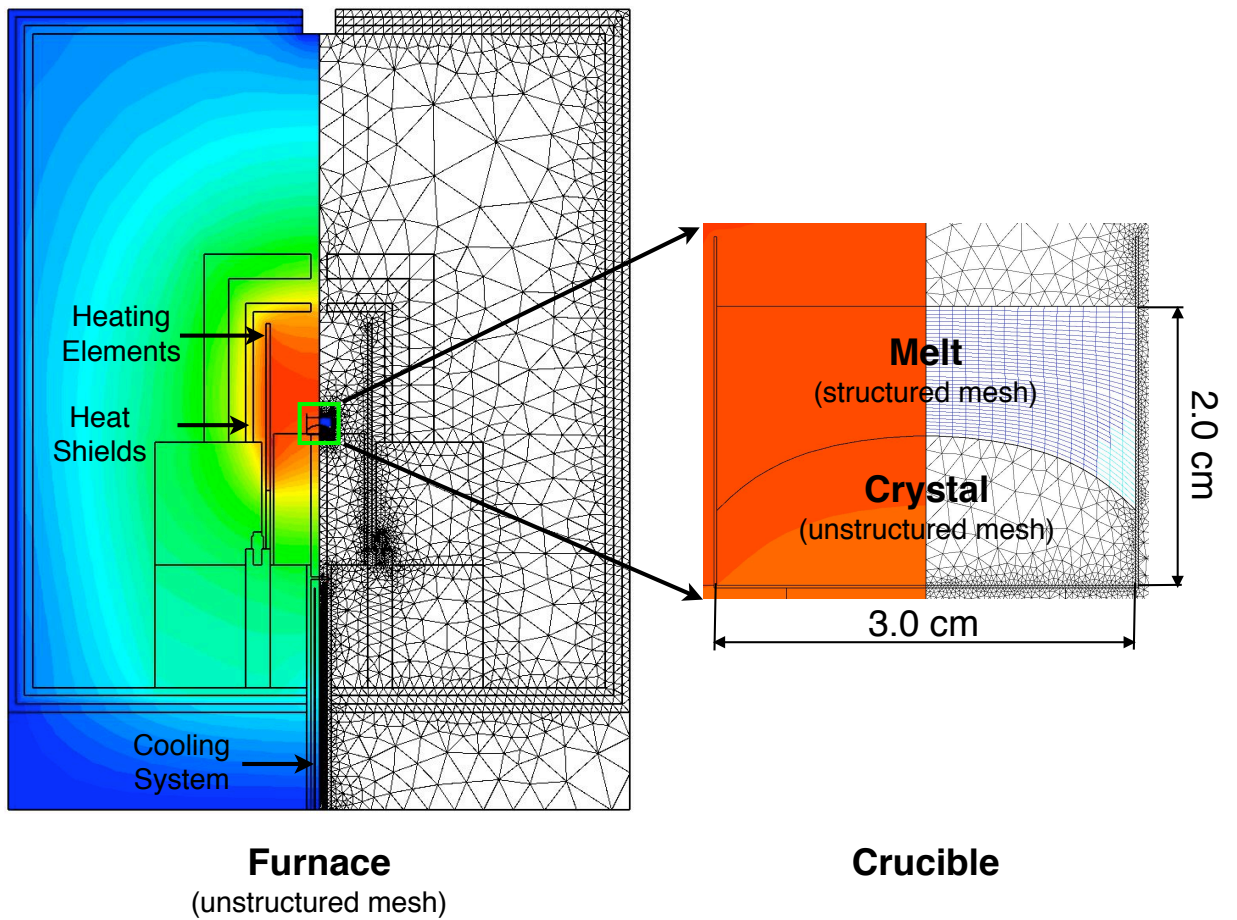 Heating
Elements
Heat
Shields
Cooling
System
Furnace
(unstructured mesh)
Melt
(structured mesh)
Crystal
(unstructured mesh)
2.0 cm
3.0 cm
Crucible